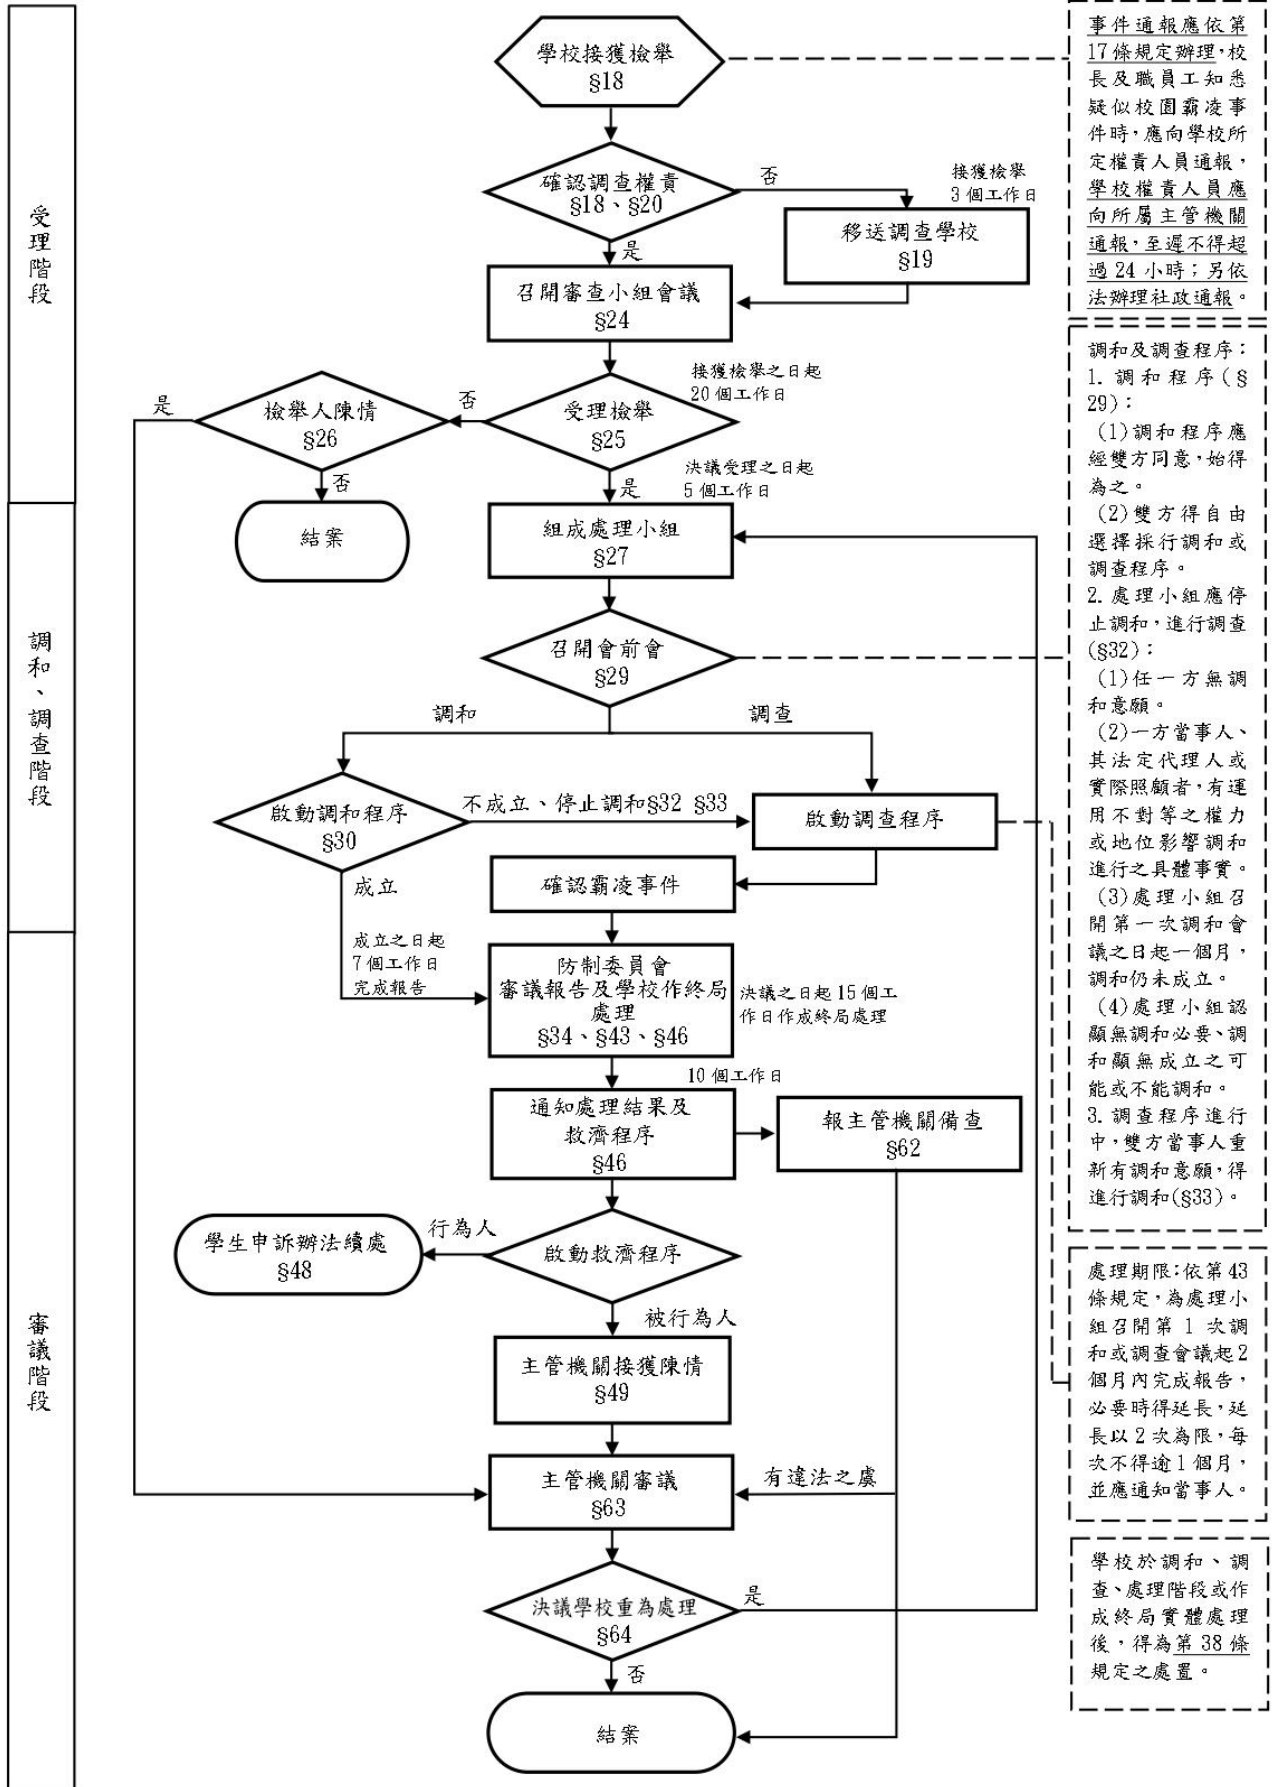 受理階段
學校接獲檢舉
§18
確認調查權責
§18、§20
否
接獲檢舉
3個工作日
移送調查學校
§19
是
召開審查小組會議
§24
接獲檢舉之日起
20個工作日
受理檢舉
§25
否
檢舉人陳情
§26
是
否
結案
決議受理之日起
5個工作日
是
調和、調查階段
組成處理小組
§27
召開會前會
§29
調和
調查
啟動調和程序
§30
不成立、停止調和§32 §33
啟動調查程序
成立
確認霸凌事件
審議階段
成立之日起
7個工作日
完成報告
防制委員會
審議報告及學校作終局
處理
§34、§43、§46
決議之日起15個工
作日作成終局處理
10個工作日
通知處理結果及
救濟程序
§46
報主管機關備查
§62
啟動救濟程序
行為人
學生申訴辦法續處
§48
被行為人
主管機關接獲陳情
§49
主管機關審議
§63
有違法之虞
決議學校重為處理
§64
是
否
結案
事件通報應依第
17條規定辦理，校
長及職員工知悉
疑似校園霸凌事
件時，應向學校所
定權責人員通報，
學校權責人員應
向所屬主管機關
通報，至遲不得超
過24小時；另依
法辦理社政通報。
調和及調查程序：
1. 調和程序(§
29)：
(1)調和程序應
經雙方同意，始得
為之。
(2)雙方得自由
選擇採行調和或
調查程序。
2. 處理小組應停
止調和，進行調查
(§32)：
(1)任一方無調
和意願。
(2)一方當事人、
其法定代理人或
實際照顧者，有運
用不對等之權力
或地位影響調和
進行之具體事實。
(3)處理小組召
開第一次調和會
議之日起一個月，
調和仍未成立。
(4)處理小組認
顯無調和必要、調
和顯無成立之可
能或不能調和。
3. 調查程序進行
中，雙方當事人重
新有調和意願，得
進行調和(§33)。
處理期限：依第43
條規定，為處理小
組召開第1次調
和或調查會議起2
個月內完成報告，
必要時得延長，延
長以2次為限，每
次不得逾1個月，
並應通知當事人。
學校於調和、調
查、處理階段或作
成終局實體處理
後，得為第38條
規定之處置。